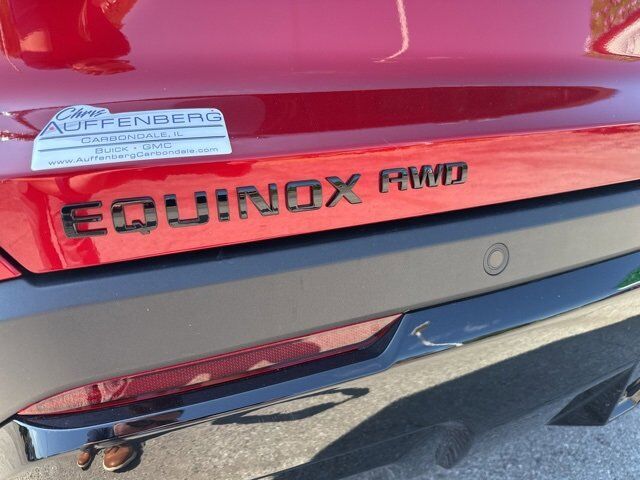 Chris
AUFFENBERG
CARBONDALE, IL
BUICK • GMC
www.AuffenbergCarbondale.com
EQUINOX AWD